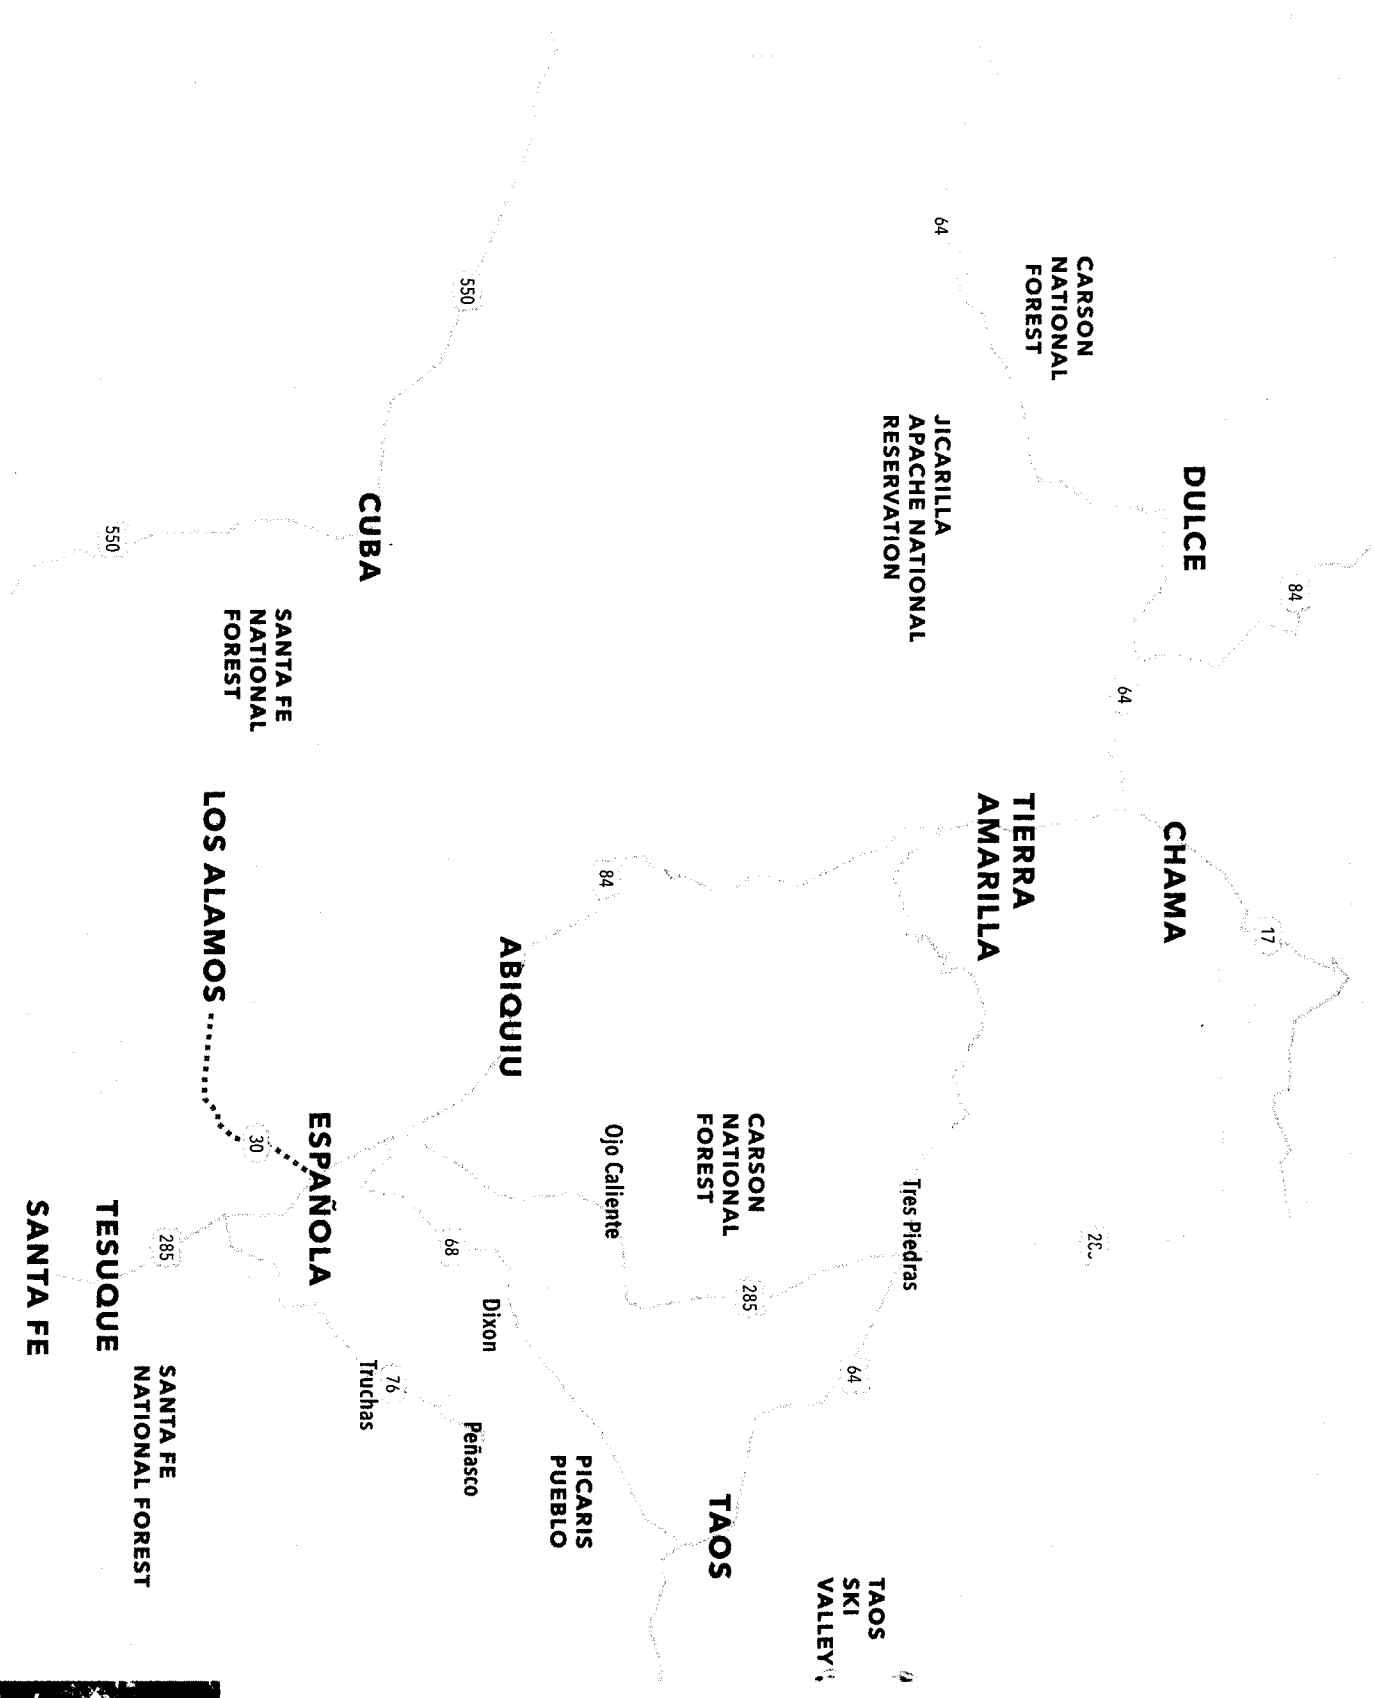 DULCE
84
CARSON
NATIONAL
FOREST
64
CHAMA
17
64
TIERRA
AMARILLA
JICARILLA
APACHE NATIONAL
RESERVATION
Tres Piedras
TAOS
SKI
VALLEY
64
CARSON
NATIONAL
FOREST
285
TAOS
84
Ojo Caliente
PICARIS
PUEBLO
ABIQUIU
Dixon
68
Peñasco
550
76
Truchas
CUBA
ESPAÑOLA
SANTA FE
NATIONAL
FOREST
30
LOS ALAMOS
285
SANTA FE
NATIONAL FOREST
550
TESUQUE
SANTA FE